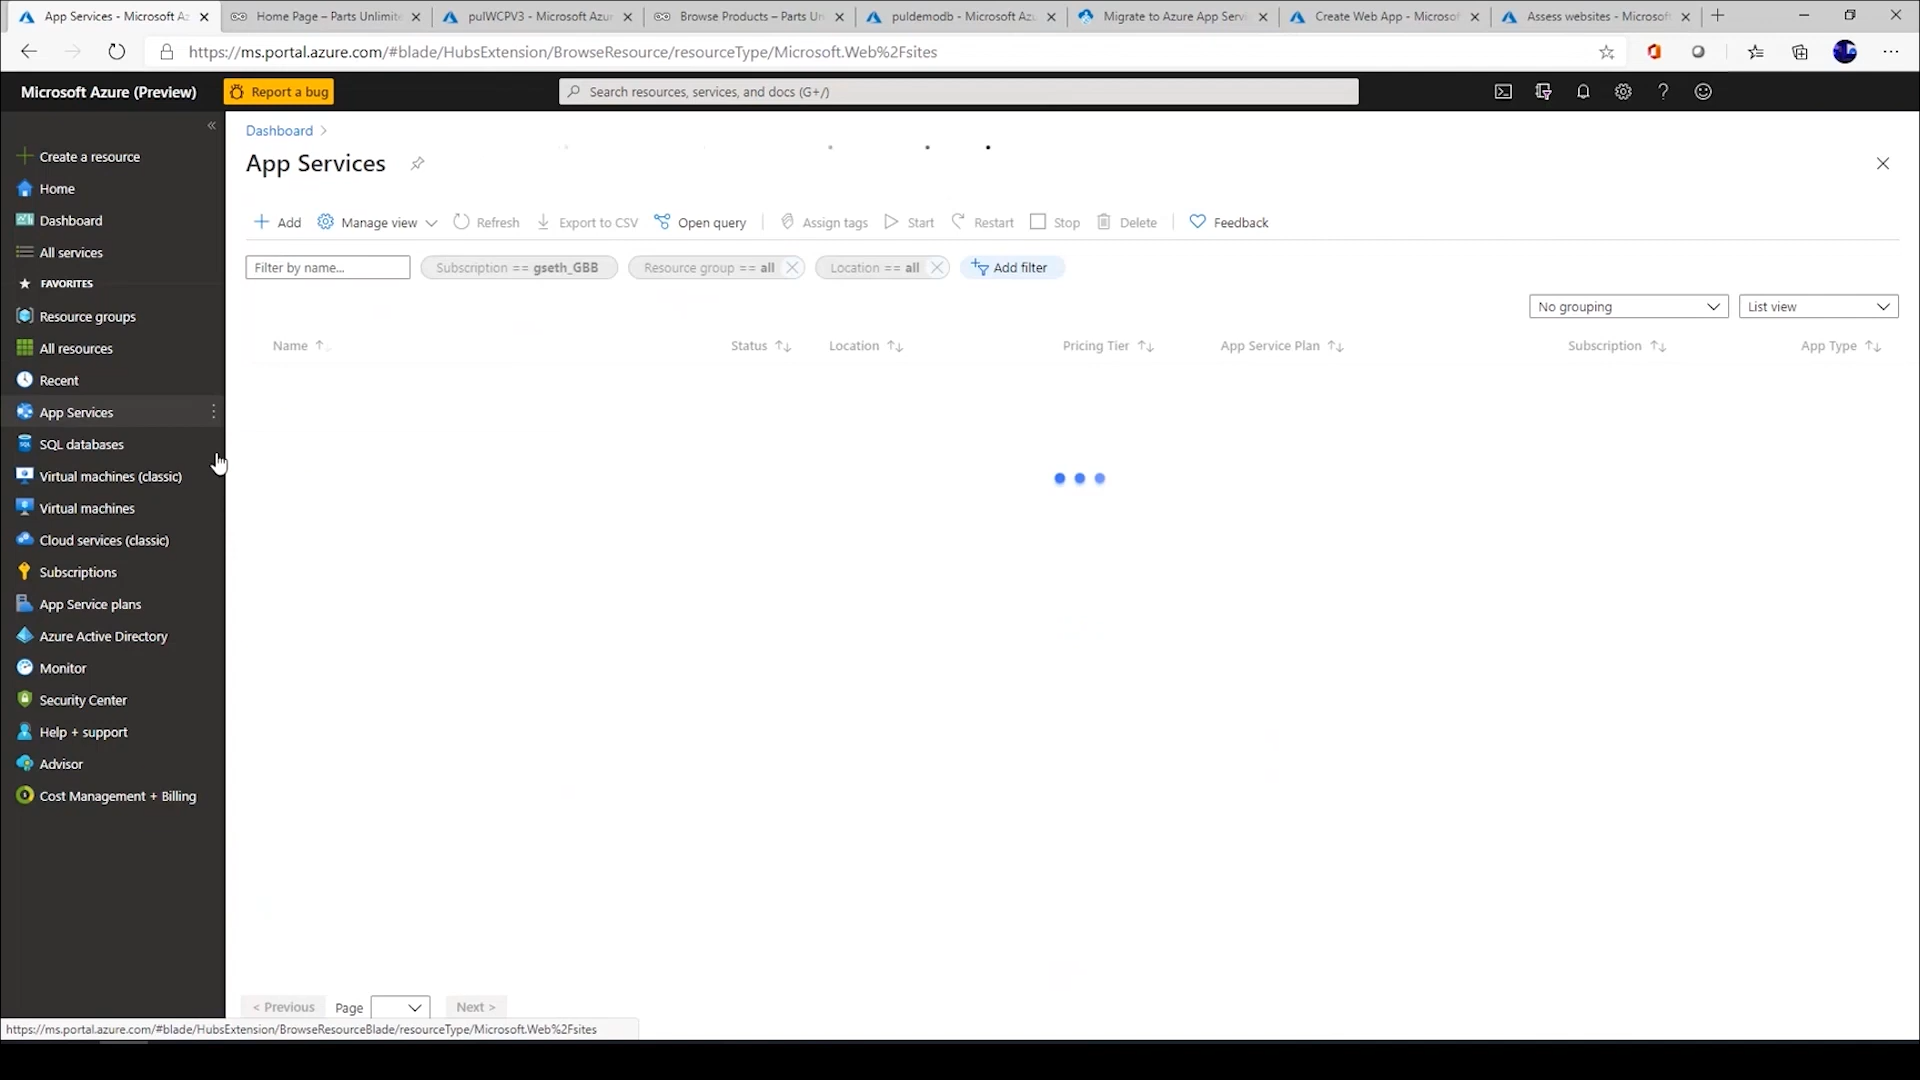 App Services - Microsoft Az
Home Page – Parts Unlimite
pulWCPV3 - Microsoft Azur
Browse Products – Parts Un
puldemodb - Microsoft Azu
Migrate to Azure App Servi
Create Web App - Microsof
Assess websites - Microsoft
https://ms.portal.azure.com/#blade/HubsExtension/BrowseResource/resourceType/Microsoft.Web%2Fsites
Microsoft Azure (Preview)
Report a bug
Search resources, services, and docs (G+/)
Create a resource
Home
Dashboard
All services
FAVORITES
Resource groups
All resources
Recent
App Services
SQL databases
Virtual machines (classic)
Virtual machines
Cloud services (classic)
Subscriptions
App Service plans
Azure Active Directory
Monitor
Security Center
Help + support
Advisor
Cost Management + Billing
Dashboard >
App Services
Add
Manage view
Refresh
Export to CSV
Open query
Assign tags
Start
Restart
Stop
Delete
Feedback
Filter by name...
Subscription == gseth_GBB
Resource group == all
Location == all
Add filter
No grouping
List view
Name
Status
Location
Pricing Tier
App Service Plan
Subscription
App Type
< Previous
Page
Next >
https://ms.portal.azure.com/#blade/HubsExtension/BrowseResourceBlade/resourceType/Microsoft.Web%2Fsites